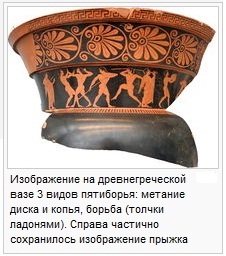 Изображение на древнегреческой
вазе 3 видов пятиборья: метание
диска и копья, борьба (толчки
ладонями). Справа частично
сохранилось изображение прыжка